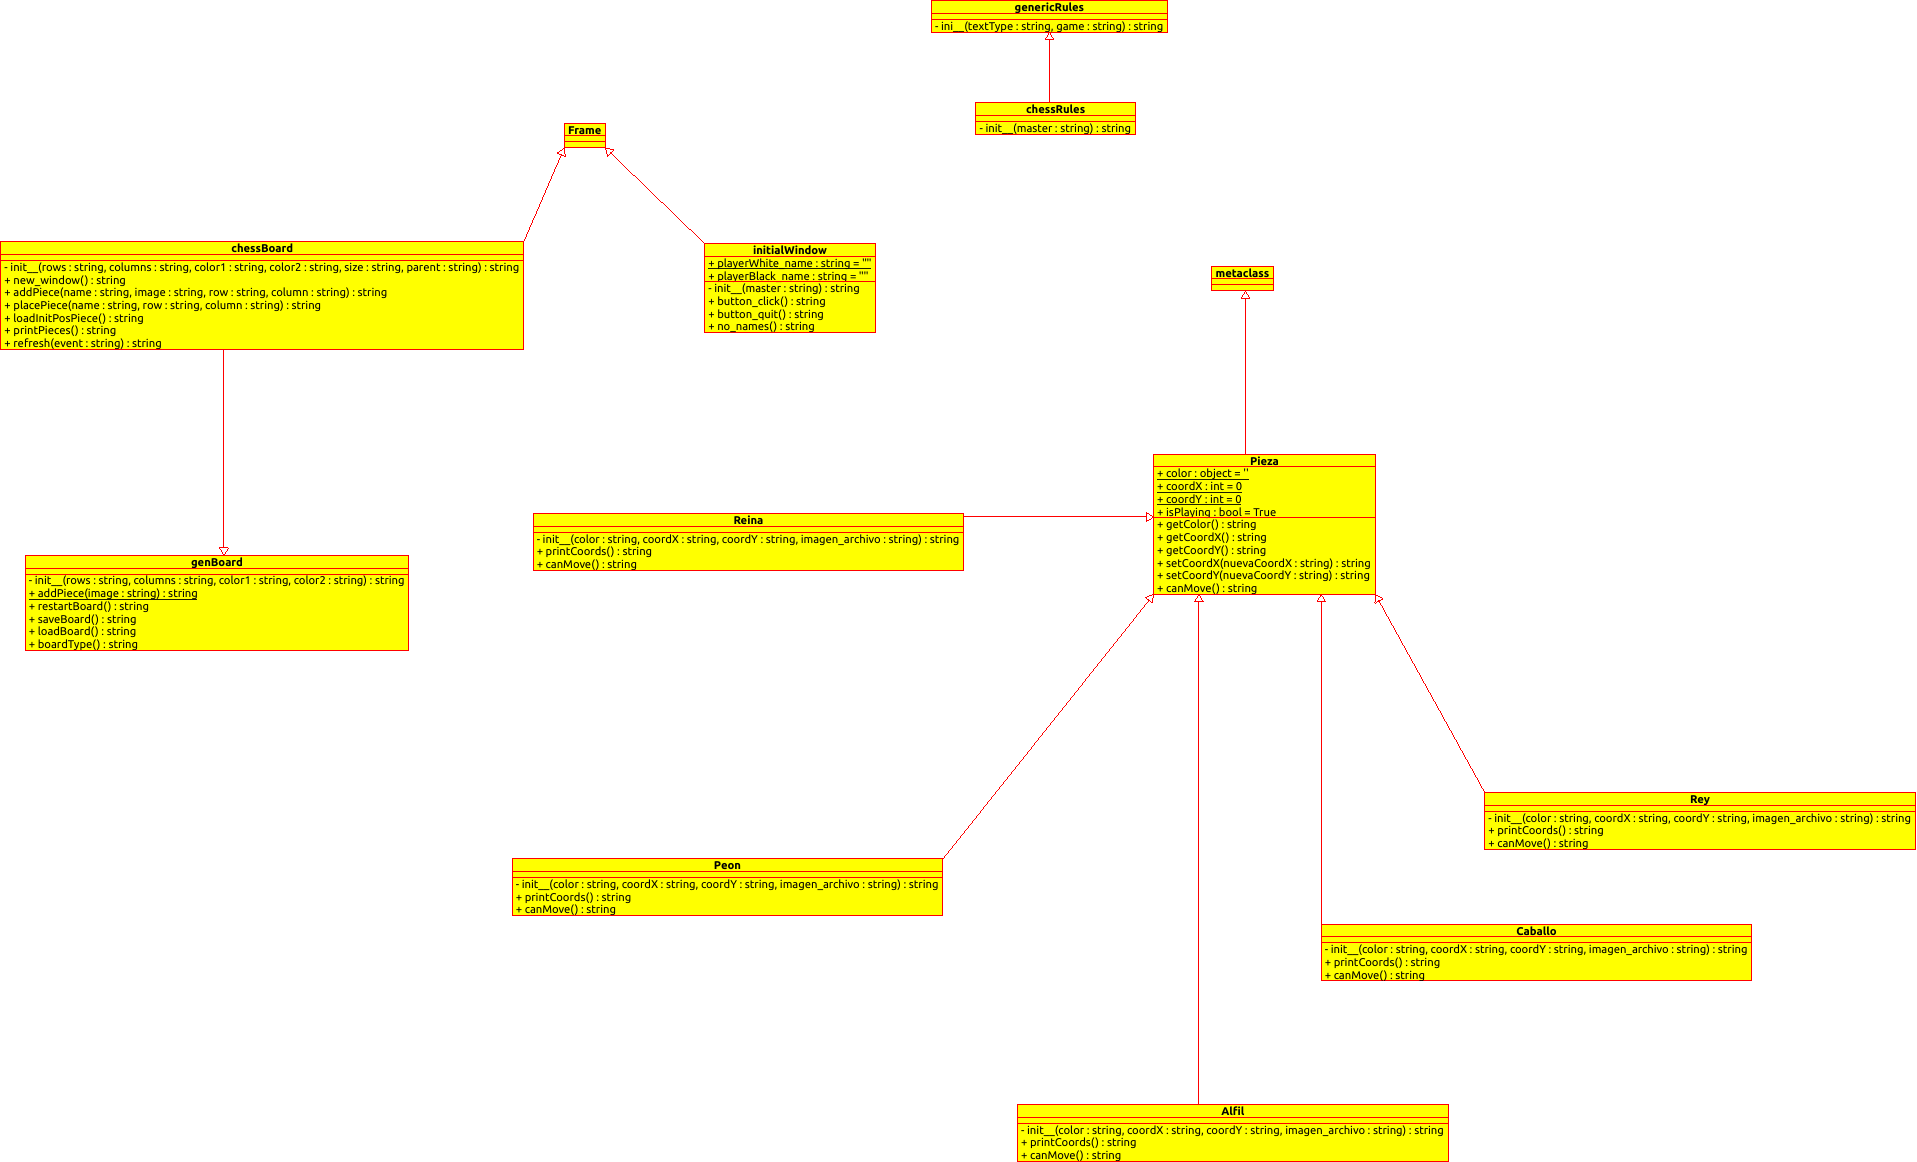 genericRules
- ini__(textType : string, game : string) : string
chessRules
- init__(master : string) : string
Frame
chessBoard
- init__(rows : string, columns : string, color1 : string, color2 : string, size : string, parent : string) : string
+ new_window() : string
+ addPiece(name : string, image : string, row : string, column : string) : string
+ placePiece(name : string, row : string, column : string) : string
+ loadInitPosPiece() : string
+ printPieces() : string
+ refresh(event : string) : string
initialWindow
+ playerWhite_name : string = ""
+ playerBlack_name : string = ""
- init__(master : string) : string
+ button_click() : string
+ button_quit() : string
+ no_names() : string
metaclass
Pieza
+ color : object = ''
+ coordX : int = 0
+ coordY : int = 0
+ isPlaying : bool = True
+ getColor() : string
+ getCoordX() : string
+ getCoordY() : string
+ setCoordX(nuevaCoordX : string) : string
+ setCoordY(nuevaCoordY : string) : string
+ canMove() : string
Reina
- init__(color : string, coordX : string, coordY : string, imagen_archivo : string) : string
+ printCoords() : string
+ canMove() : string
genBoard
- init__(rows : string, columns : string, color1 : string, color2 : string) : string
+ addPiece(image : string) : string
+ restartBoard() : string
+ saveBoard() : string
+ loadBoard() : string
+ boardType() : string
Rey
- init__(color : string, coordX : string, coordY : string, imagen_archivo : string) : string
+ printCoords() : string
+ canMove() : string
Peon
- init__(color : string, coordX : string, coordY : string, imagen_archivo : string) : string
+ printCoords() : string
+ canMove() : string
Caballo
- init__(color : string, coordX : string, coordY : string, imagen_archivo : string) : string
+ printCoords() : string
+ canMove() : string
Alfil
- init__(color : string, coordX : string, coordY : string, imagen_archivo : string) : string
+ printCoords() : string
+ canMove() : string